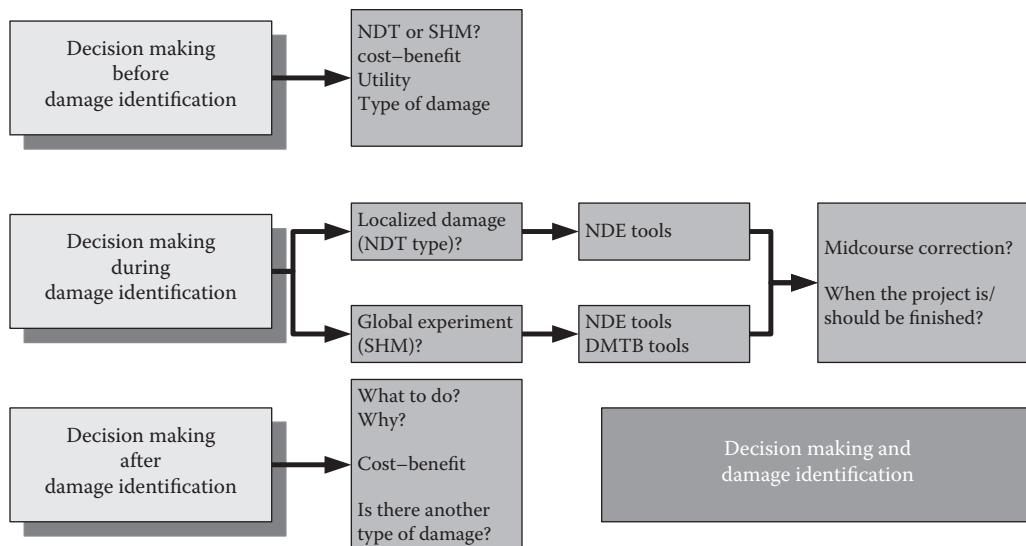 Decision making
before
damage identification
NDT or SHM?
cost–benefit
Utility
Type of damage
Decision making
during
damage identification
Localized damage
(NDT type)?
NDE tools
Global experiment
(SHM)?
NDE tools
DMTB tools
Midcourse correction?
When the project is/
should be finished?
Decision making
after
damage identification
What to do?
Why?
Cost–benefit
Is there another
type of damage?
Decision making and
damage identification